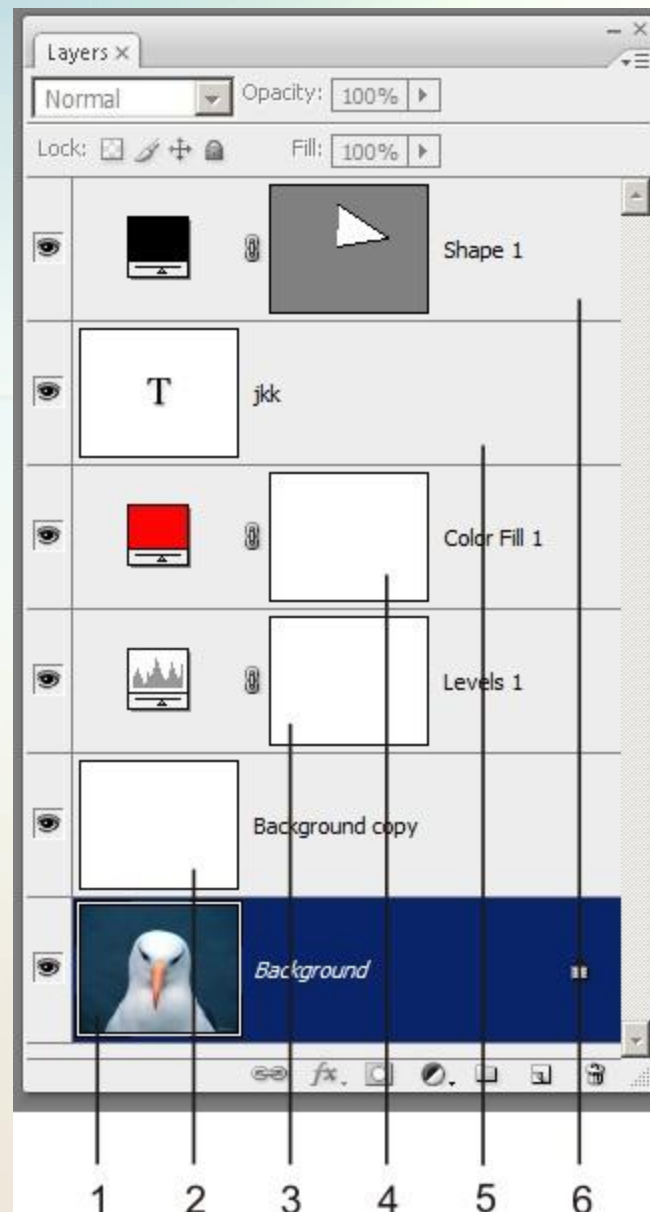 Layers ×
Normal Opacity: 100%
Lock: Fill: 100%
Shape 1
T jkk
Color Fill 1
Levels 1
Background copy
Background
fx.
1 2 3 4 5 6